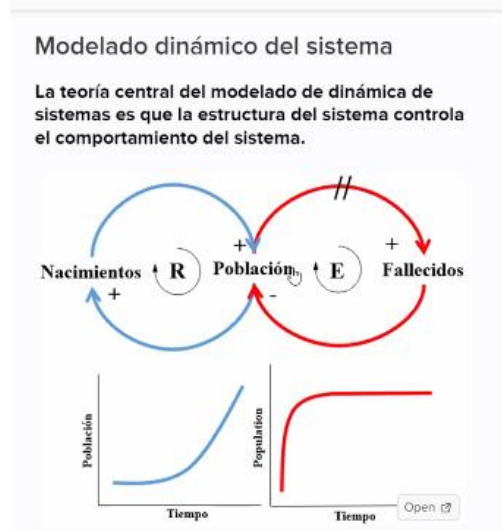 Modelado dinámico del sistema
La teoría central del modelado de dinámica de
sistemas es que la estructura del sistema controla
el comportamiento del sistema.
//
+
+
Nacimientos
R
Población
E
Fallecidos
+
-
Población
Tiempo
Population
Tiempo
Open